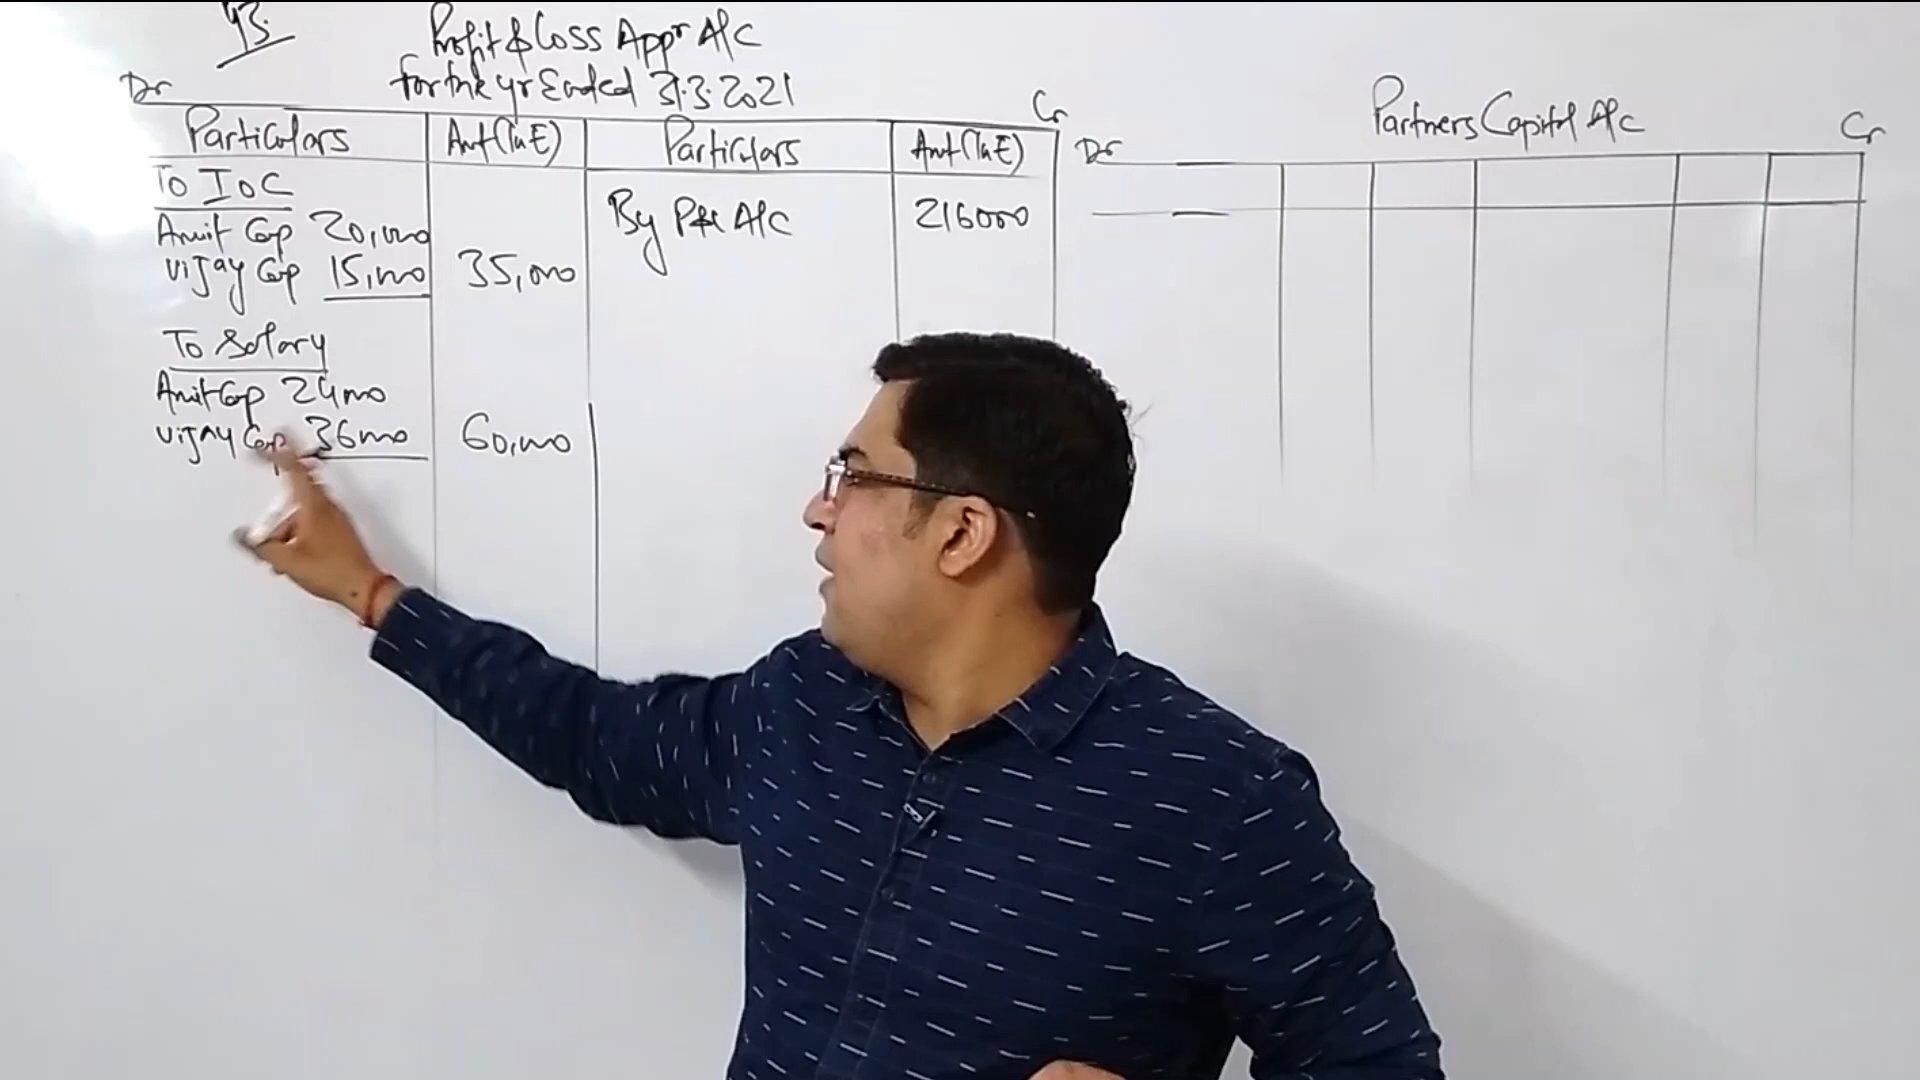 43.
Profit & Loss Appr A/c
for the yr Ended 31.3.2021
Dr Cr
Particulars Amt(In ₹) Particulars Amt(In ₹)
To IOC
Amit Cap 20,000 By P&L A/c 216000
Vijay Cap 15,000 35,000
To Salary
Amit Cap 24000
Vijay Cap 36000 60,000
Partners Capital A/c
Dr Cr